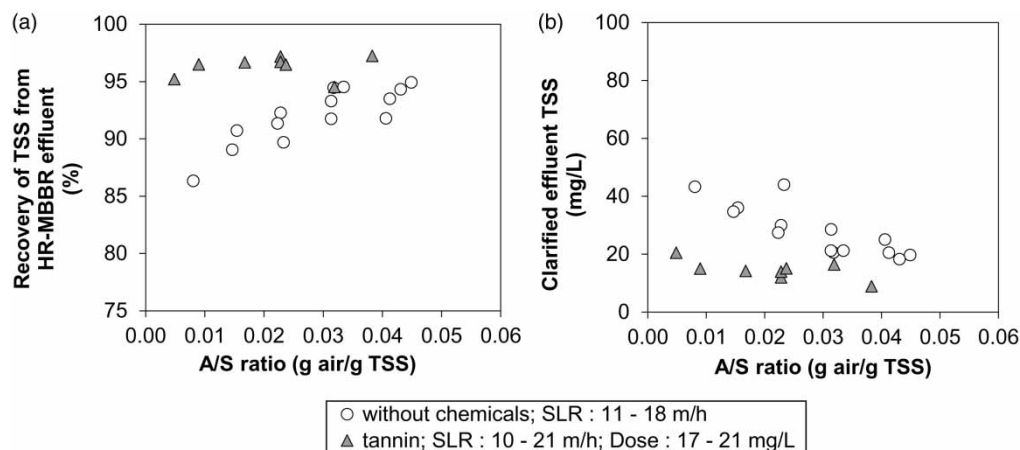 (a)
Recovery of TSS from
HR-MBBR effluent
(%)
100
95
90
85
80
75
0.00 0.01 0.02 0.03 0.04 0.05 0.06
A/S ratio (g air/g TSS)
(b)
Clarified effluent TSS
(mg/L)
100
80
60
40
20
0
0.00 0.01 0.02 0.03 0.04 0.05 0.06
A/S ratio (g air/g TSS)
without chemicals; SLR : 11 - 18 m/h
tannin; SLR : 10 - 21 m/h; Dose : 17 - 21 mg/L